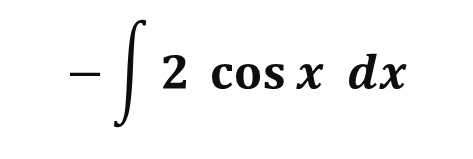 − ∫ 2 cos x dx